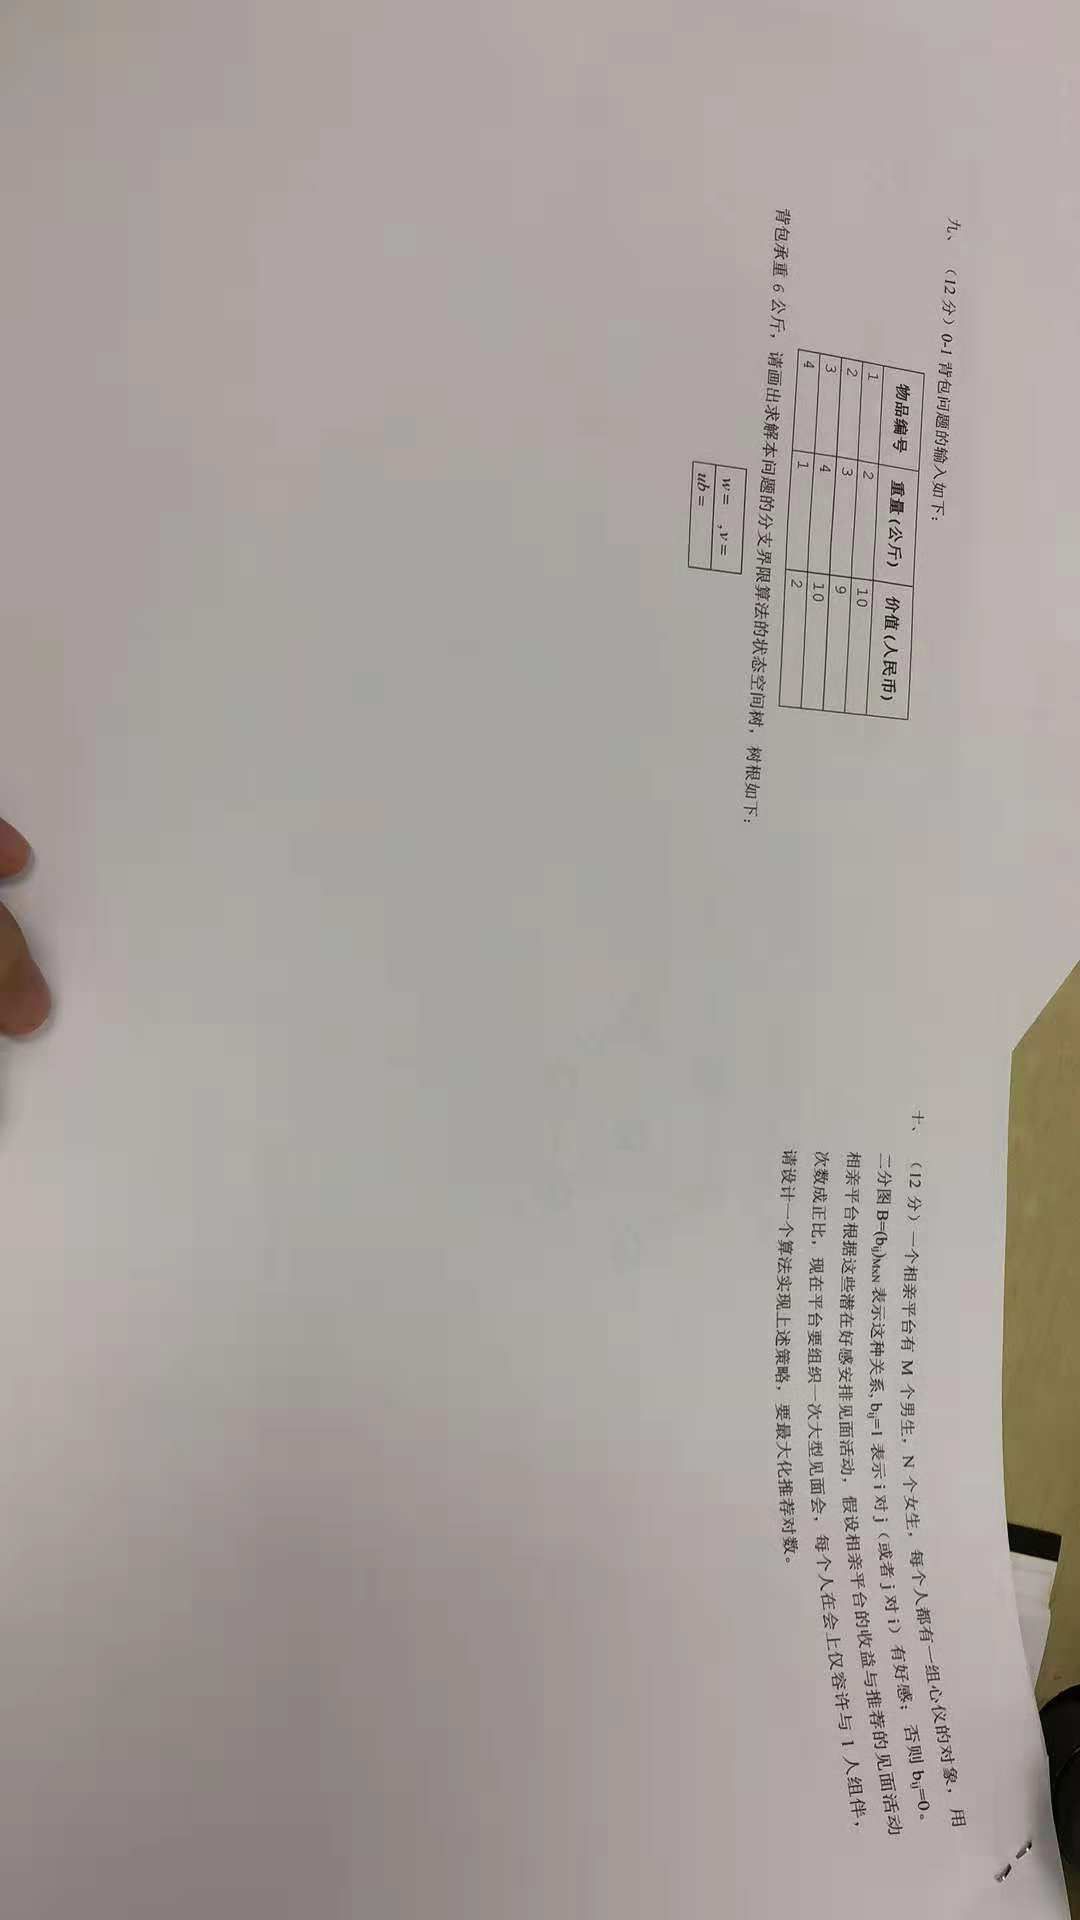 九、 （12 分）0-1 背包问题的输入如下：
物品编号 重量(公斤) 价值(人民币)
1 2 10
2 3 9
3 4 10
4 1 2
背包承重 6 公斤，请画出求解本问题的分支界限算法的状态空间树，树根如下：
w= ,v=
ub=
十、 （12 分）一个相亲平台有 M 个男生，N 个女生，每个人都有一组心仪的对象，用
二分图 B=(bij)MxN 表示这种关系, bij=1 表示 i 对 j（或者 j 对 i）有好感；否则 bij=0。
相亲平台根据这些潜在好感安排见面活动，假设相亲平台的收益与推荐的见面活动
次数成正比，现在平台要组织一次大型见面会，每个人在会上仅容许与 1 人组伴，
请设计一个算法实现上述策略，要最大化推荐对数。